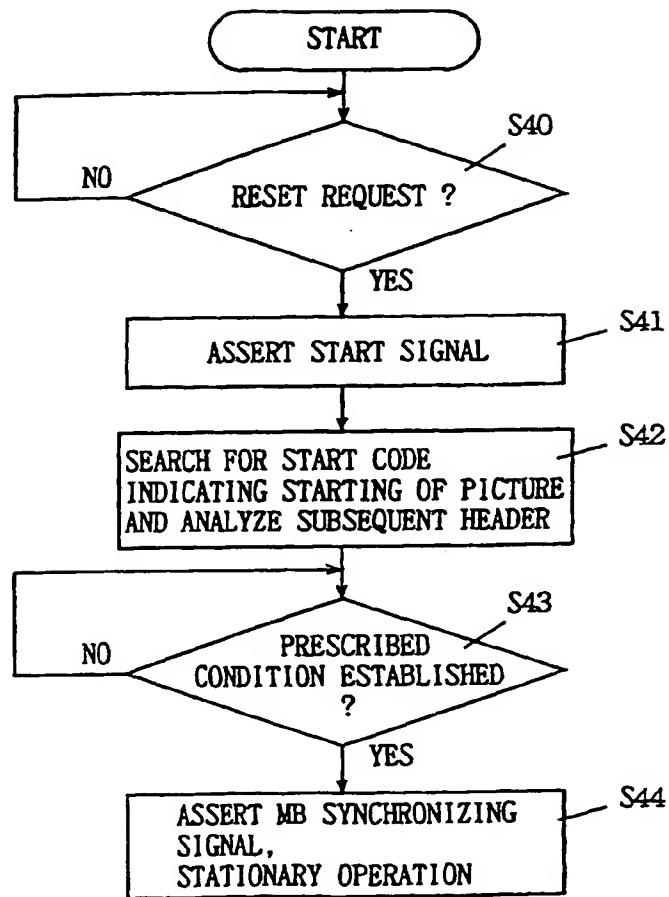 START
S40
NO
RESET REQUEST ?
YES
S41
ASSERT START SIGNAL
S42
SEARCH FOR START CODE
INDICATING STARTING OF PICTURE
AND ANALYZE SUBSEQUENT HEADER
S43
NO
PRESCRIBED
CONDITION ESTABLISHED
?
YES
S44
ASSERT MB SYNCHRONIZING
SIGNAL,
STATIONARY OPERATION